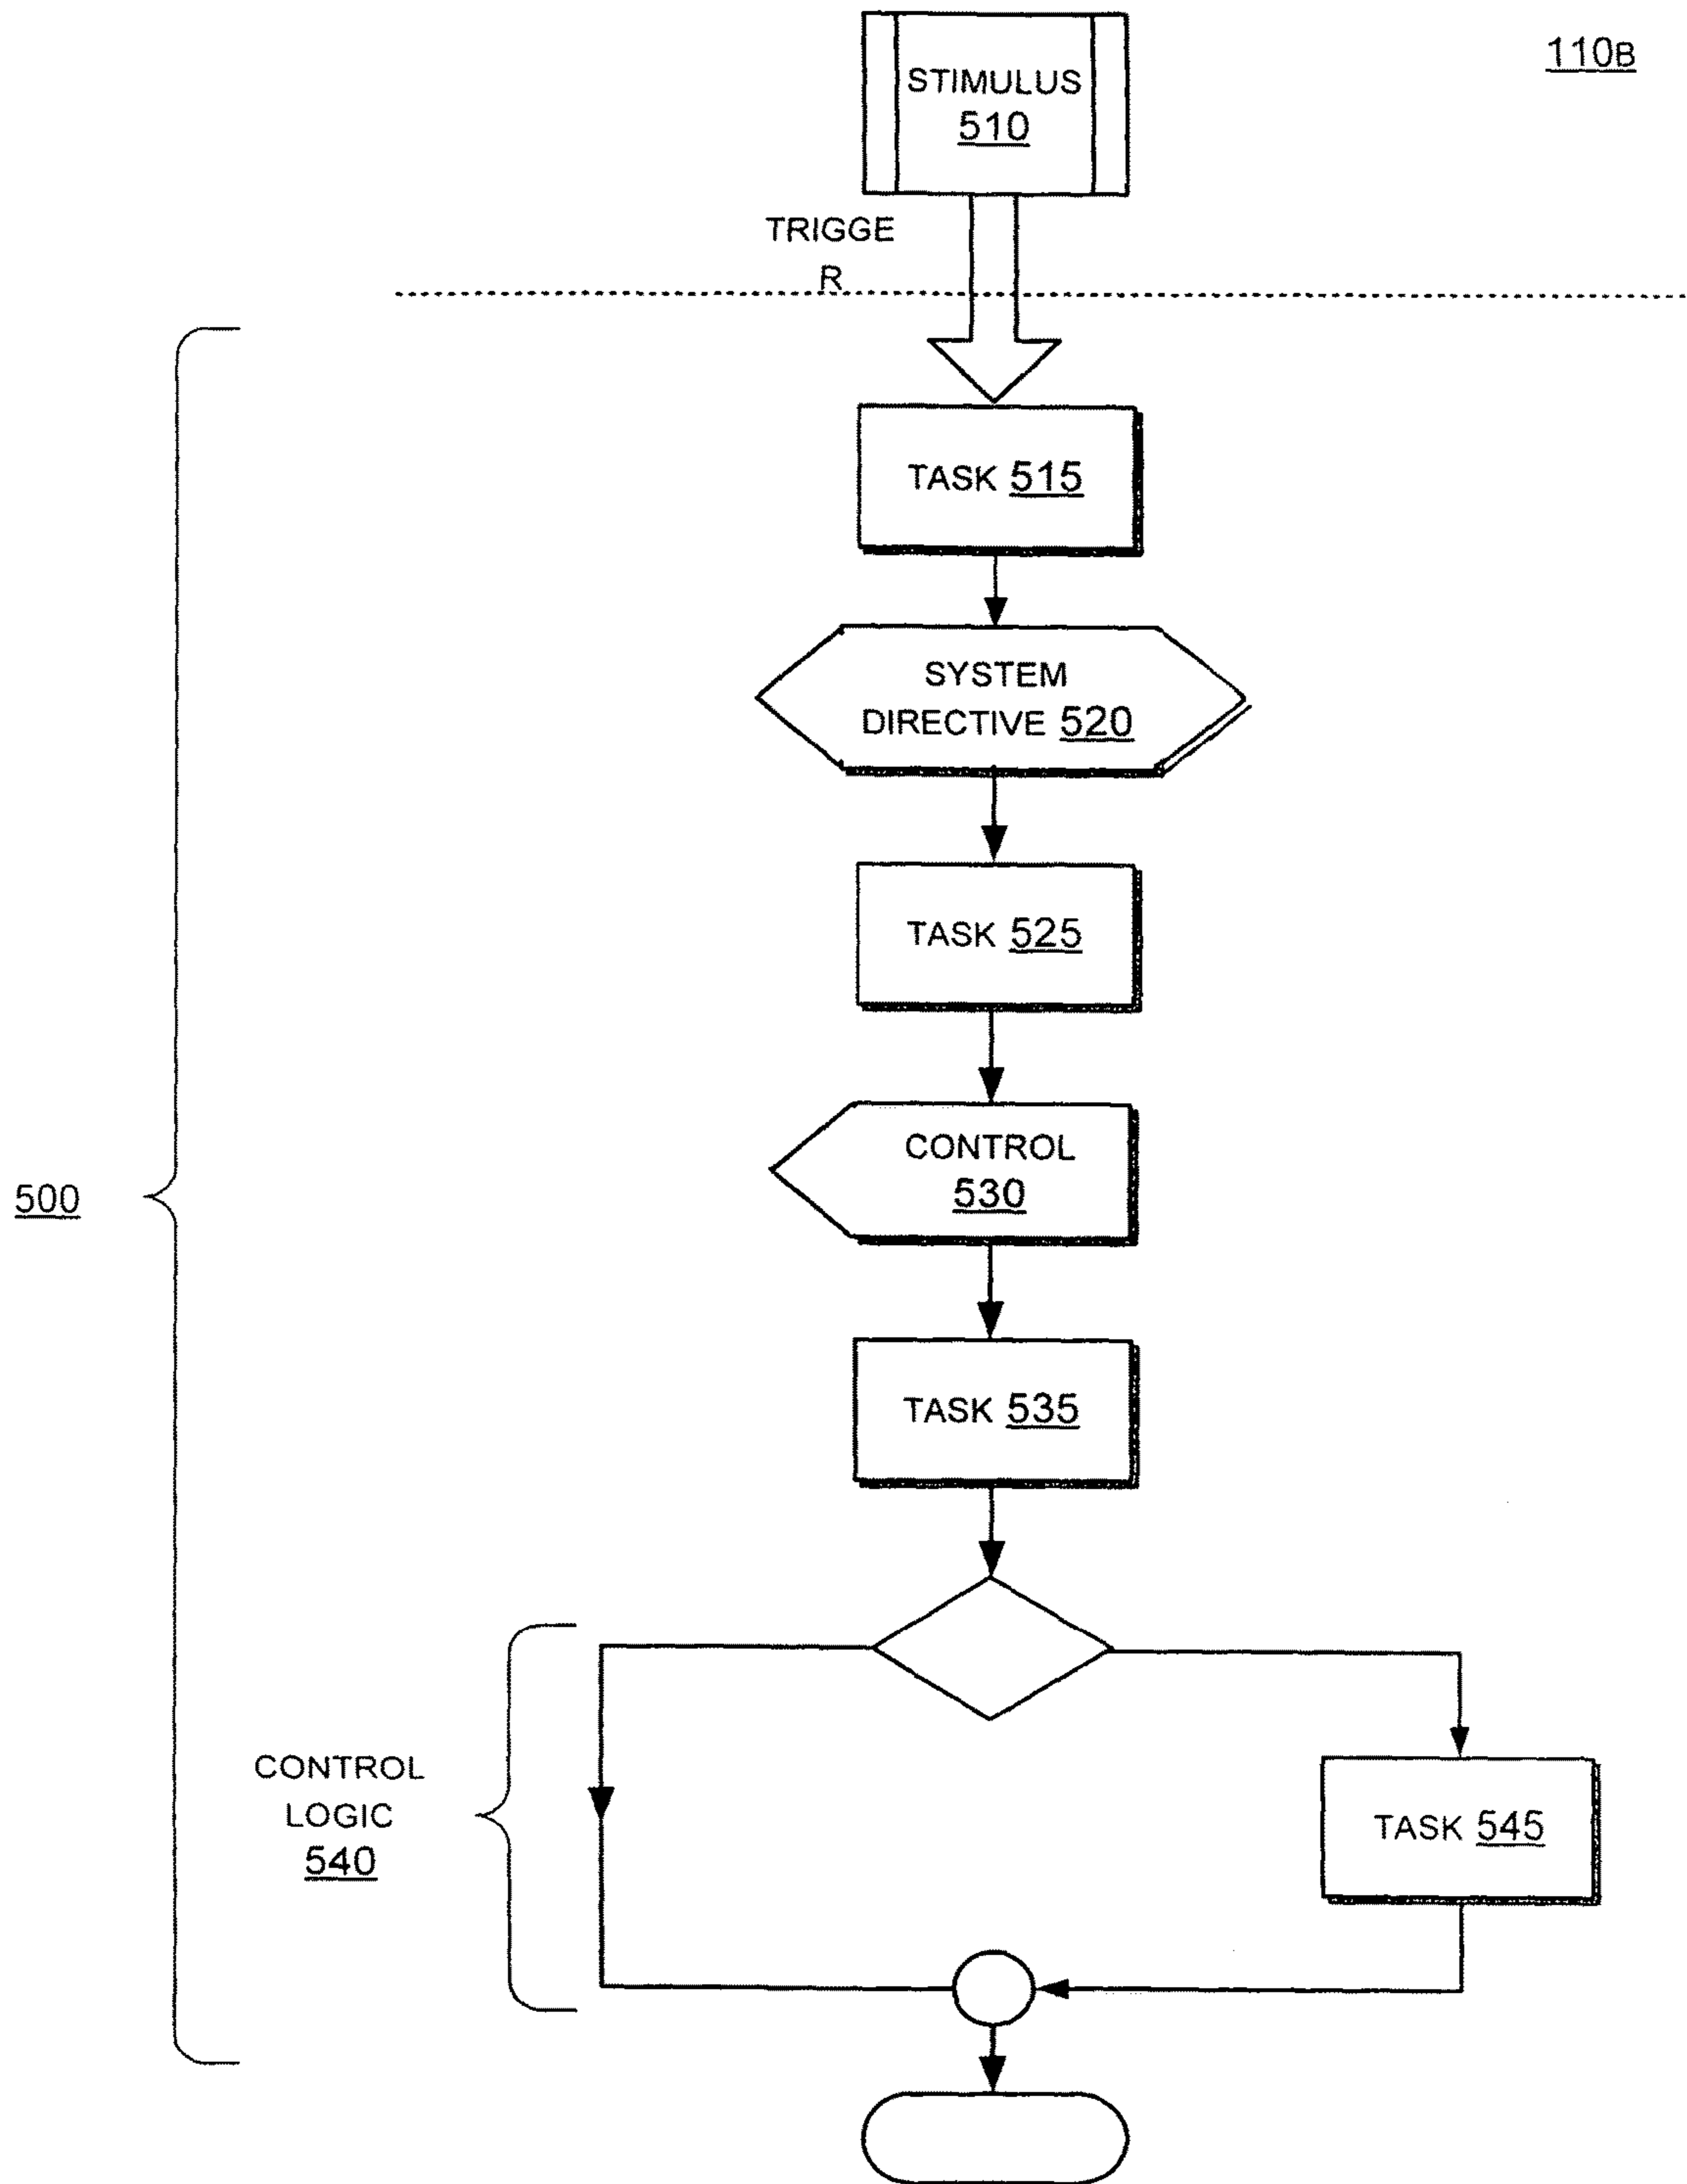 110B
STIMULUS
510
TRIGGE
R
TASK 515
SYSTEM
DIRECTIVE 520
TASK 525
CONTROL
530
500
TASK 535
CONTROL
LOGIC
540
TASK 545